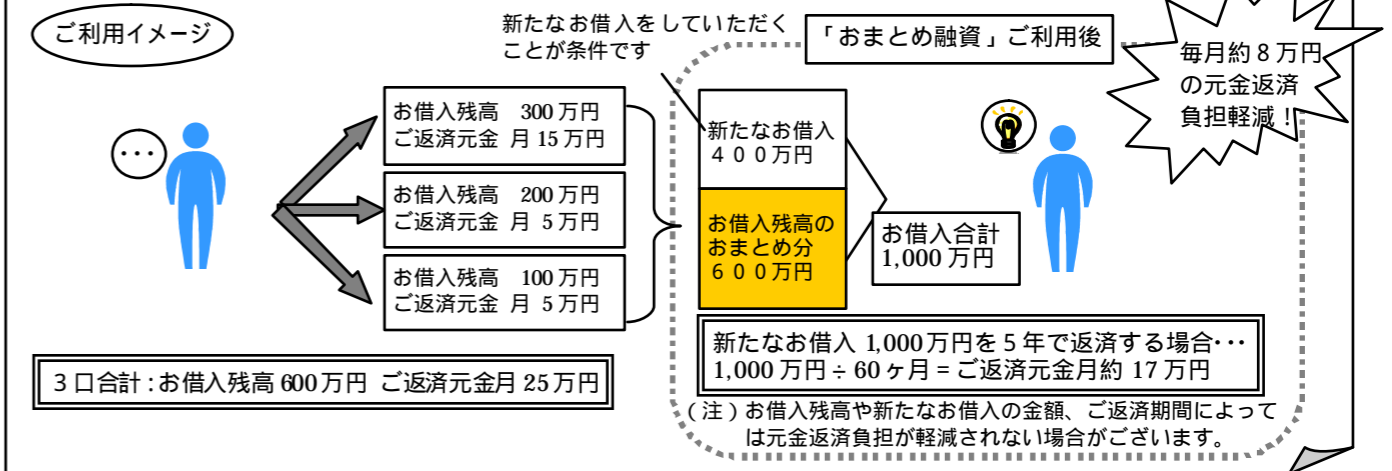 ご利用イメージ
新たなお借入をしていただく
ことが条件です
「おまとめ融資」ご利用後
毎月約8万円
の元金返済
負担軽減！
･･･
お借入残高 300万円
ご返済元金 月15万円
お借入残高 200万円
ご返済元金 月 5万円
お借入残高 100万円
ご返済元金 月 5万円
新たなお借入
４００万円
お借入残高の
おまとめ分
６００万円
お借入合計
1,000万円
３口合計：お借入残高600万円 ご返済元金月25万円
新たなお借入 1,000万円を５年で返済する場合･･･
1,000万円÷60ヶ月＝ご返済元金月約 17万円
（注）お借入残高や新たなお借入の金額、ご返済期間によって
は元金返済負担が軽減されない場合がございます。